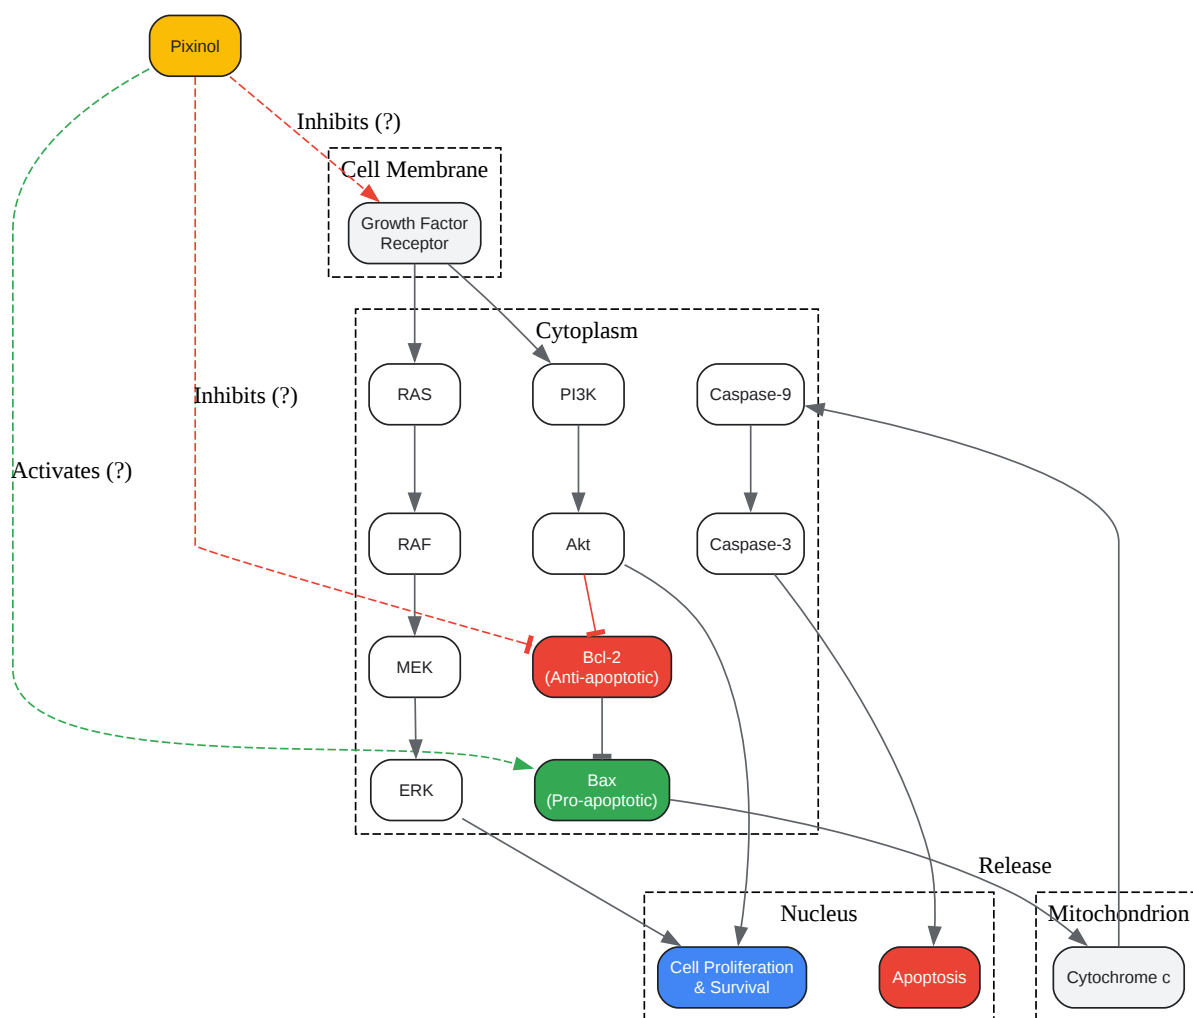 Pixinol
Inhibits (?)
Cell Membrane
Growth Factor
Receptor
Cytoplasm
RAS
PI3K
Caspase-9
Inhibits (?)
Activates (?)
RAF
Akt
Caspase-3
MEK
Bcl-2
(Anti-apoptotic)
ERK
Bax
(Pro-apoptotic)
Release
Nucleus
Mitochondrion
Cell Proliferation
& Survival
Apoptosis
Cytochrome c